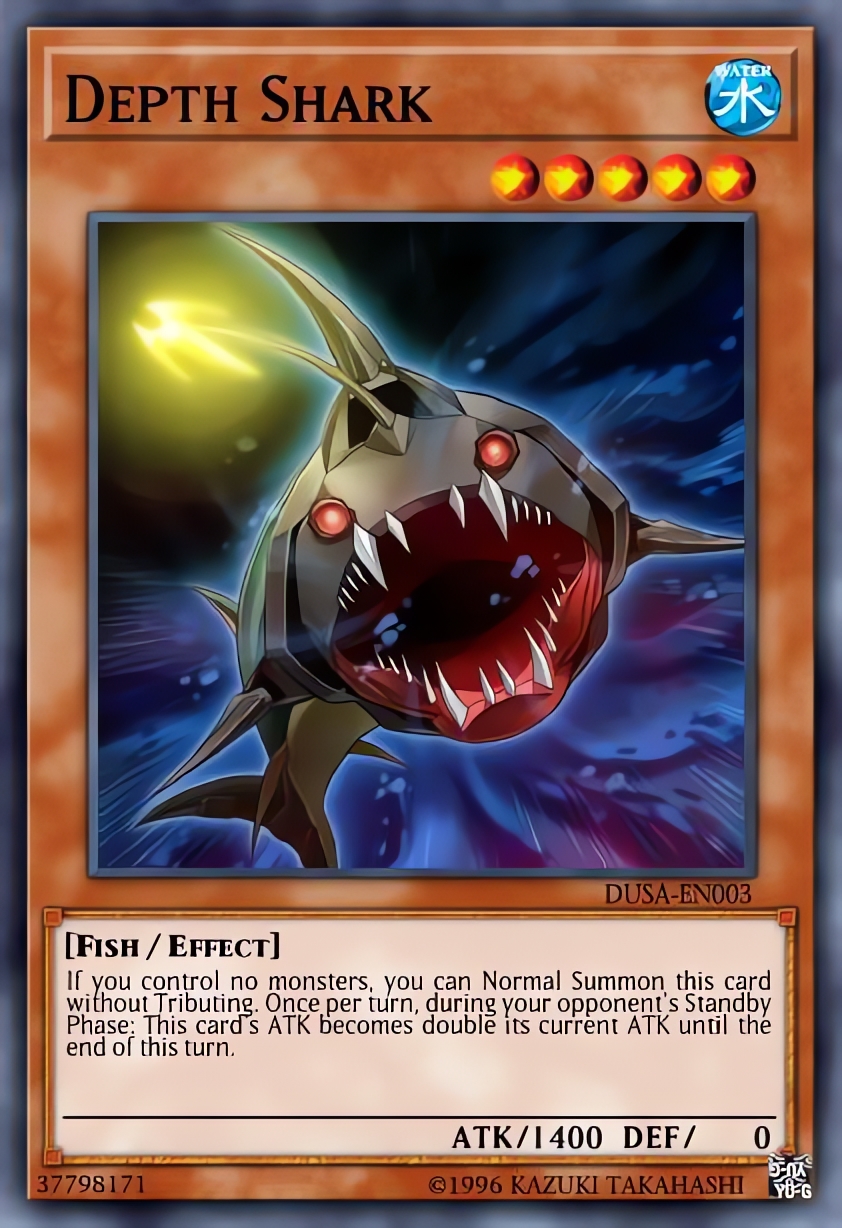 DEPTH SHARK
WATER
水
DUSA-EN003
[FISH / EFFECT]
If you control no monsters, you can Normal Summon this card
without Tributing. Once per turn, during your opponent's Standby
Phase: This card's ATK becomes double its current ATK until the
end of this turn.
ATK/1400 DEF/ 0
37798171
©1996 KAZUKI TAKAHASHI